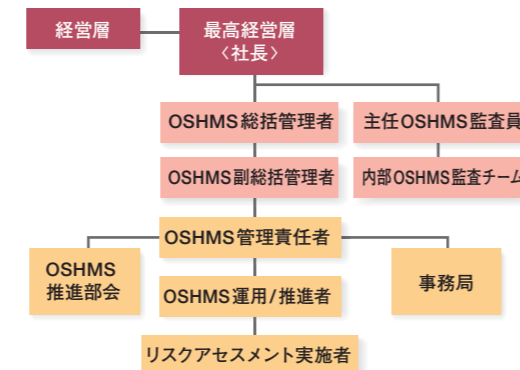 経営層
最高経営層
〈社長〉
OSHMS総括管理者
主任OSHMS監査員
OSHMS副総括管理者
内部OSHMS監査チーム
OSHMS管理責任者
OSHMS
推進部会
OSHMS運用/推進者
事務局
リスクアセスメント実施者